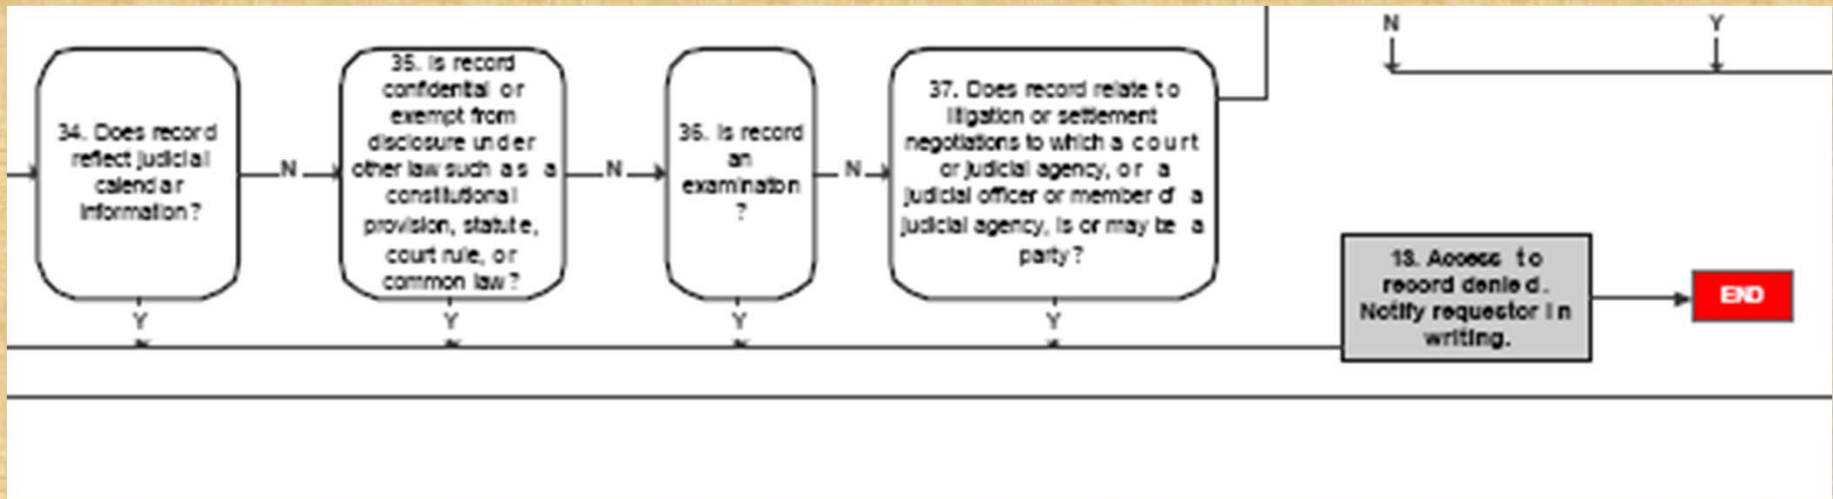 N
Y
34. Does record
reflect judicial
calendar
information?
N
35. Is record
confidential or
exempt from
disclosure under
other law such as a
constitutional
provision, statute,
court rule, or
common law?
N
36. Is record
an
examination
?
N
37. Does record relate to
litigation or settlement
negotiations to which a court
or judicial agency, or a
judicial officer or member of a
judicial agency, is or may be a
party?
Y
Y
Y
Y
13. Access to
record denied.
Notify requestor in
writing.
END